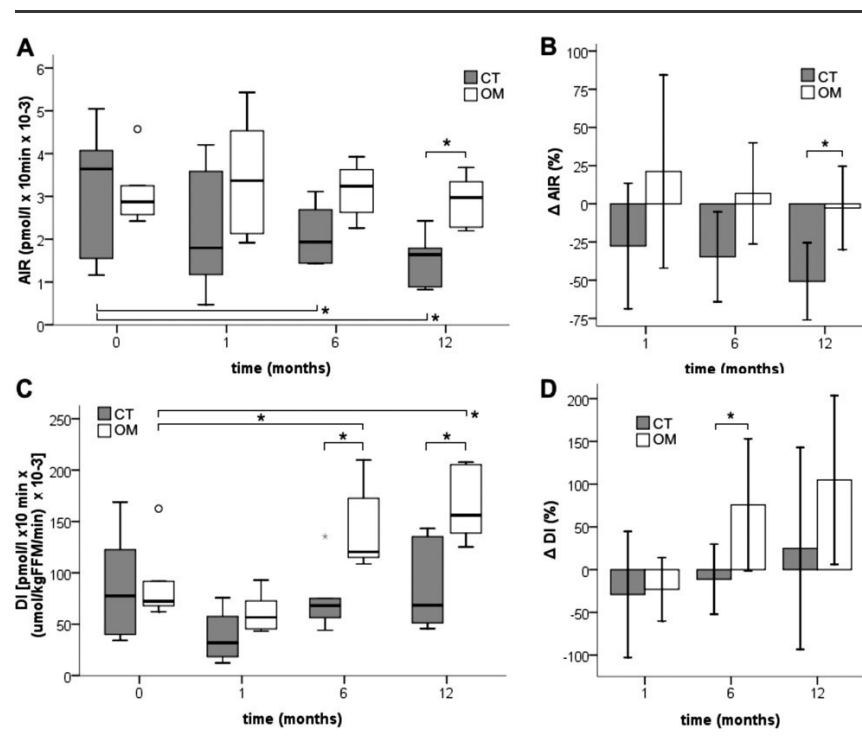 A
AIR (pmol/l x 10min x 10-3)
6
5
4
3
2
1
0
CT
OM
*
*
*
0 1 6 12
time (months)
B
Δ AIR (%)
100
75
50
25
0
-25
-50
-75
CT
OM
*
1 6 12
time (months)
C
DI [pmol/l x10 min x
(umol/kgFFM/min) x 10-3]
250
200
150
100
50
0
CT
OM
*
*
*
*
*
0 1 6 12
time (months)
D
Δ DI (%)
200
150
100
50
0
-50
-100
CT
OM
*
1 6 12
time (months)